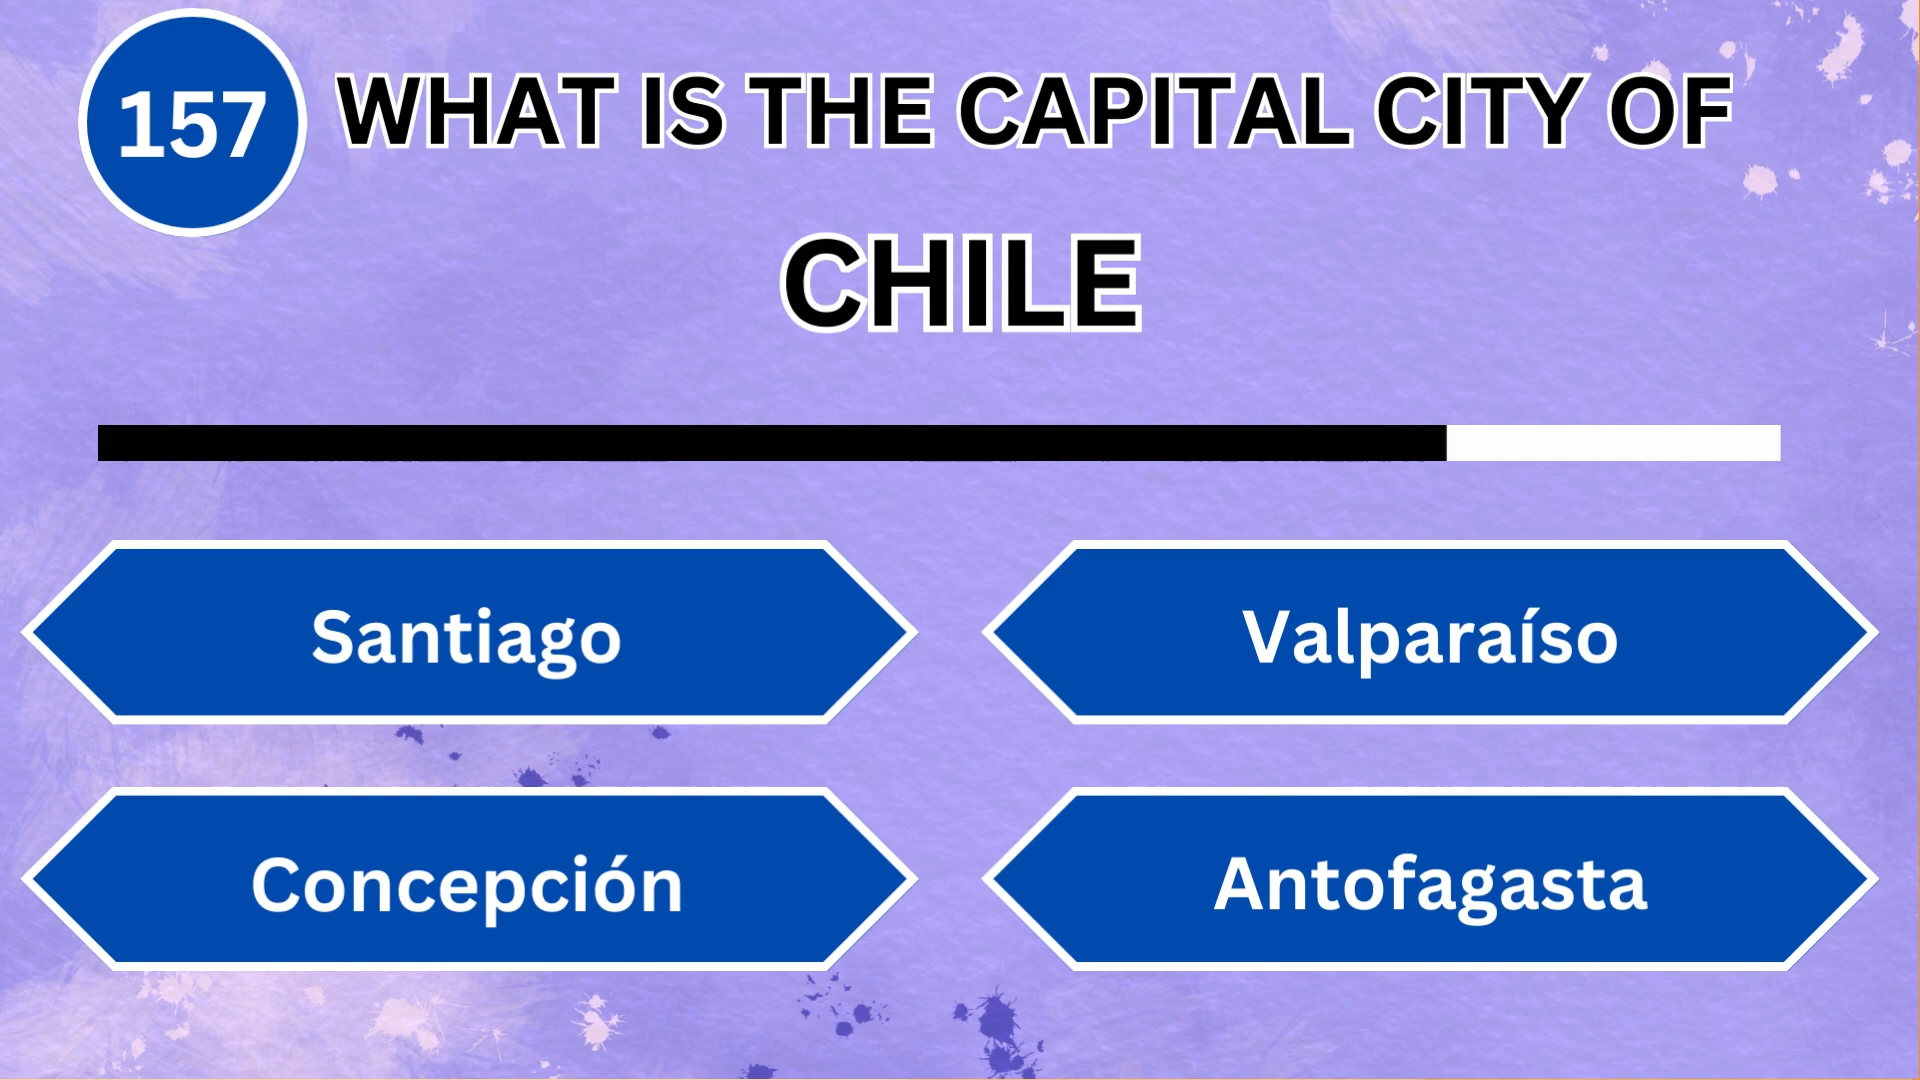 157
WHAT IS THE CAPITAL CITY OF
CHILE
Santiago
Valparaíso
Concepción
Antofagasta